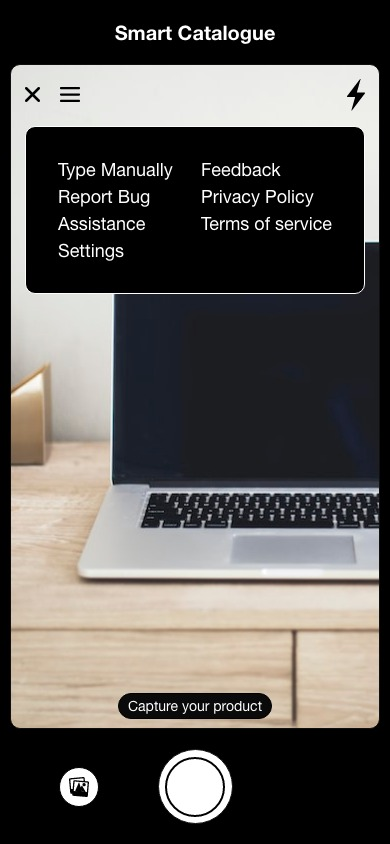 Smart Catalogue
Type Manually
Report Bug
Assistance
Settings
Feedback
Privacy Policy
Terms of service
Capture your product